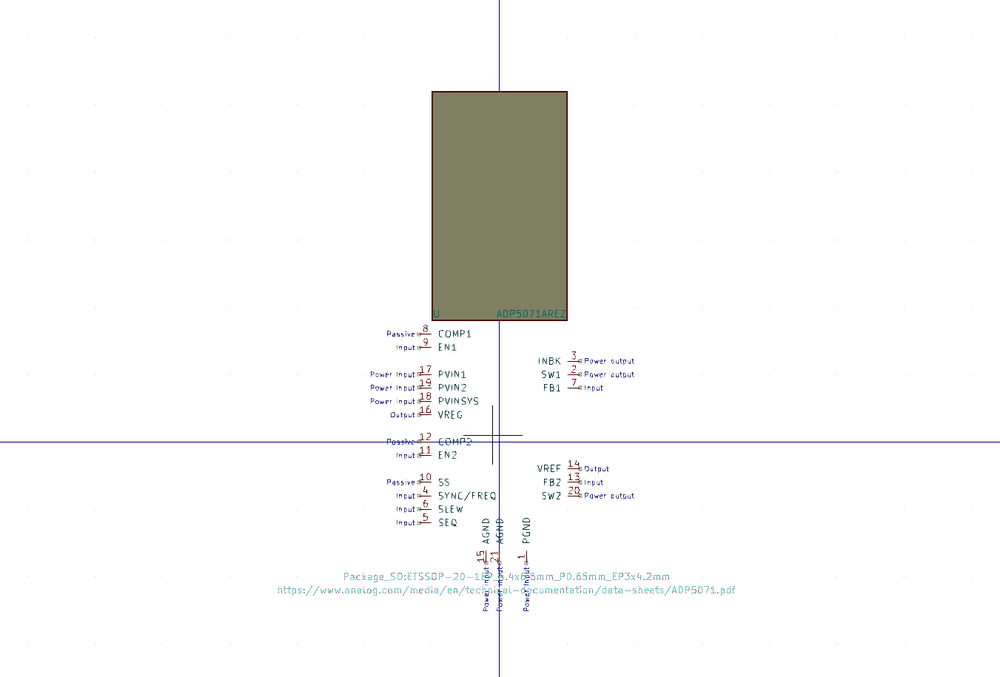 U ADP5071AREZ
Passive 8 COMP1
Input 9 EN1
INBK 3 Power output
Power input 17 PVIN1 SW1 2 Power output
Power input 19 PVIN2 FB1 7 Input
Power input 18 PVINSYS
Output 16 VREG
Passive 12 COMP2
Input 11 EN2
VREF 14 Output
Passive 10 SS FB2 13 Input
Input 4 SYNC/FREQ SW2 20 Power output
Input 6 SLEW
Input 5 SEQ
AGND 15 Power input
AGND 21 Power input
PGND 1 Power input
Package_SO:ETSSOP-20-1EP_4.4x6.5mm_P0.65mm_EP3x4.2mm
https://www.analog.com/media/en/technical-documentation/data-sheets/ADP5071.pdf